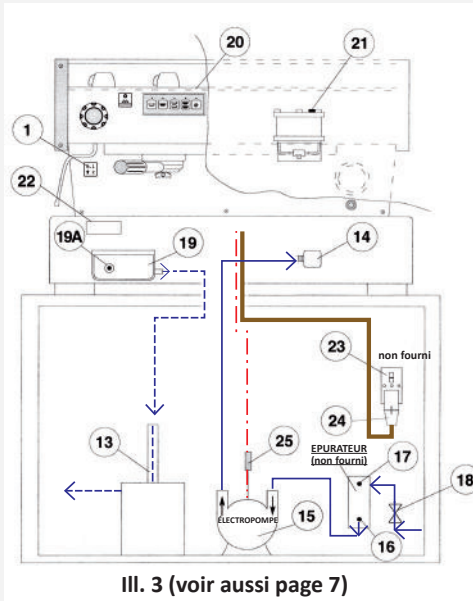 20
21
1
22
19A
19
14
23
non fourni
24
13
25
EPURATEUR
(non fourni)
17
18
ELECTROPOMPE
15
16
Ill. 3 (voir aussi page 7)